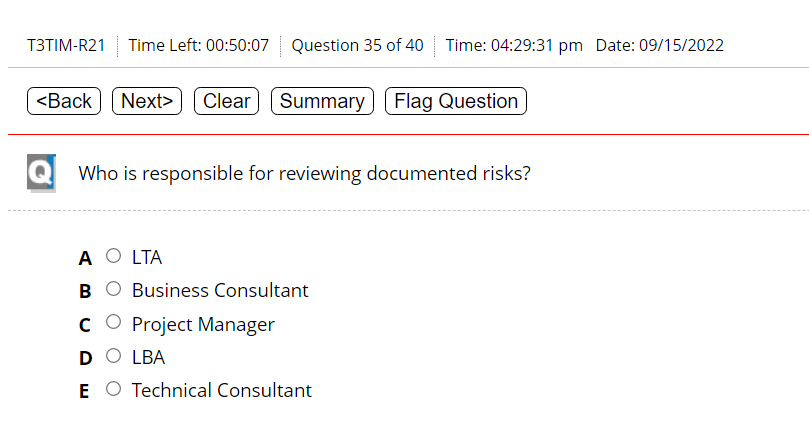 T3TIM-R21 Time Left: 00:50:07 Question 35 of 40 Time: 04:29:31 pm Date: 09/15/2022
<Back Next> Clear Summary Flag Question
Q Who is responsible for reviewing documented risks?
A LTA
B Business Consultant
C Project Manager
D LBA
E Technical Consultant